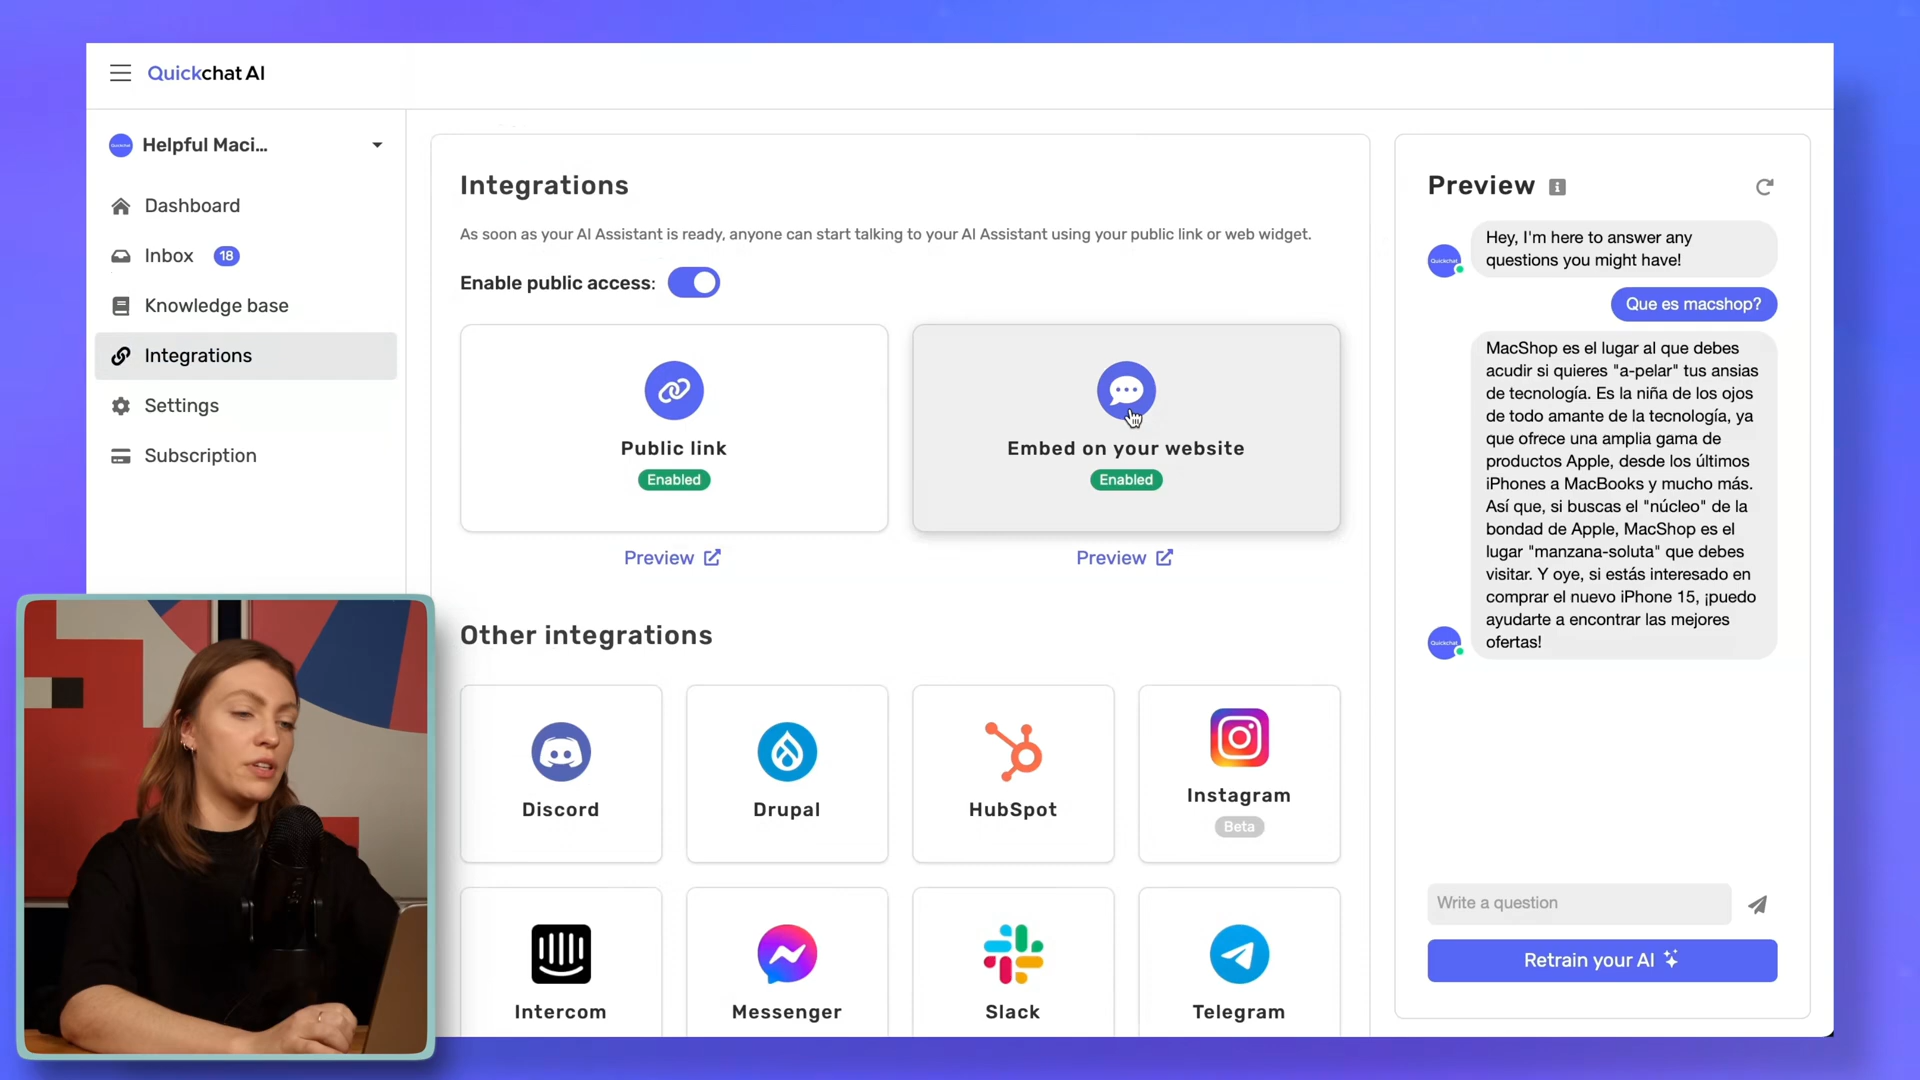 Quickchat AI
Helpful Maci...
Dashboard
Inbox 18
Knowledge base
Integrations
Settings
Subscription
Integrations
As soon as your AI Assistant is ready, anyone can start talking to your AI Assistant using your public link or web widget.
Enable public access:
Public link
Enabled
Preview
Embed on your website
Enabled
Preview
Other integrations
Discord
Drupal
HubSpot
Instagram
Beta
Intercom
Messenger
Slack
Telegram
Preview
Hey, I'm here to answer any
questions you might have!
Quickchat
Que es macshop?
MacShop es el lugar al que debes
acudir si quieres "a-pelar" tus ansias
de tecnología. Es la niña de los ojos
de todo amante de la tecnología, ya
que ofrece una amplia gama de
productos Apple, desde los últimos
iPhones a MacBooks y mucho más.
Así que, si buscas el "núcleo" de la
bondad de Apple, MacShop es el
lugar "manzana-soluta" que debes
visitar. Y oye, si estás interesado en
comprar el nuevo iPhone 15, ¡puedo
ayudarte a encontrar las mejores
ofertas!
Quickchat
Write a question
Retrain your AI